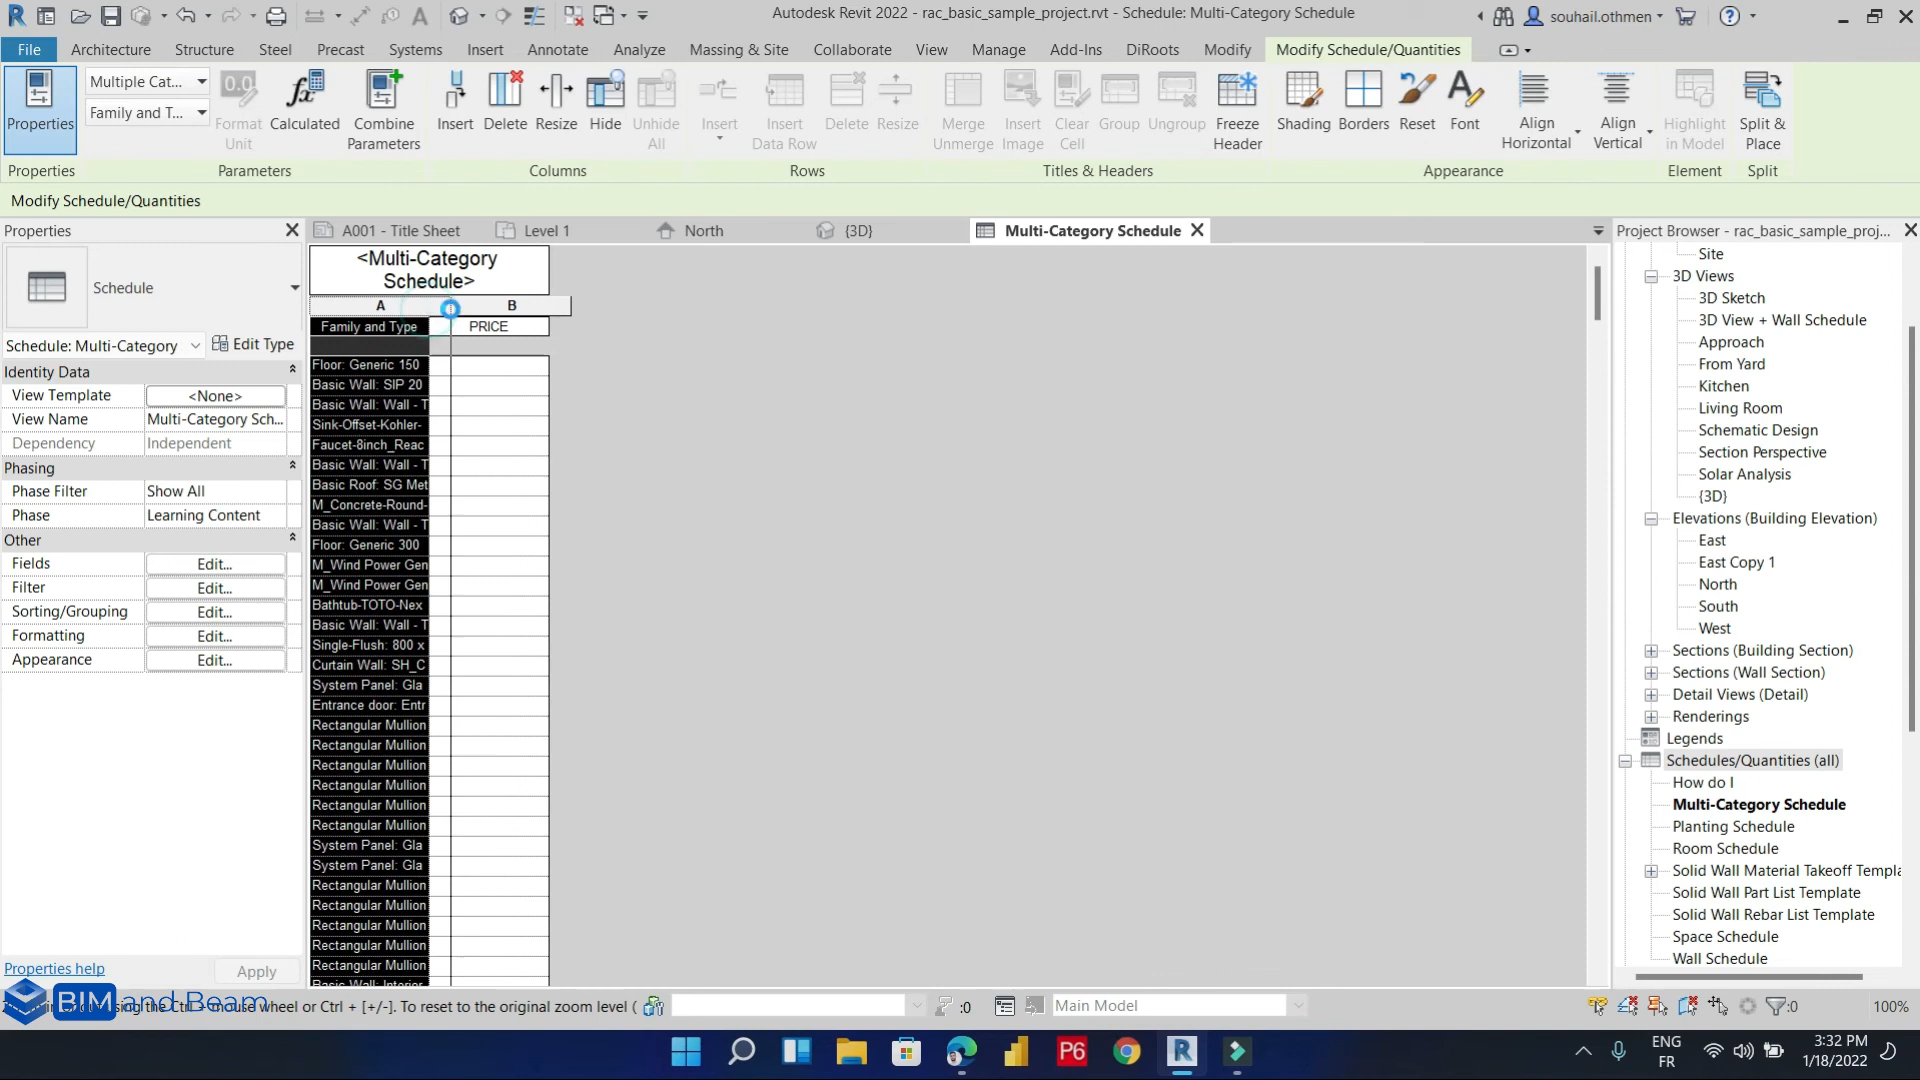 Autodesk Revit 2022 - rac_basic_sample_project.rvt - Schedule: Multi-Category Schedule
souhail.othmen
File Architecture Structure Steel Precast Systems Insert Annotate Analyze Massing & Site Collaborate View Manage Add-Ins DiRoots Modify Modify Schedule/Quantities
Multiple Cat...
Family and T...
Properties Format Unit Calculated Combine Parameters Insert Delete Resize Hide Unhide All Insert Insert Data Row Delete Resize Merge Unmerge Insert Image Clear Cell Group Ungroup Freeze Header Shading Borders Reset Font Align Horizontal Align Vertical Highlight in Model Split & Place
Properties Parameters Columns Rows Titles & Headers Appearance Element Split
Modify Schedule/Quantities
Properties
Schedule
Schedule: Multi-Category
Edit Type
Identity Data
View Template <None>
View Name Multi-Category Sch...
Dependency Independent
Phasing
Phase Filter Show All
Phase Learning Content
Other
Fields Edit...
Filter Edit...
Sorting/Grouping Edit...
Formatting Edit...
Appearance Edit...
Properties help
Apply
A001 - Title Sheet Level 1 North {3D} Multi-Category Schedule
<Multi-Category
Schedule>
A B
Family and Type PRICE
Floor: Generic 150
Basic Wall: SIP 20
Basic Wall: Wall - T
Sink-Offset-Kohler-
Faucet-8inch_Reac
Basic Wall: Wall - T
Basic Roof: SG Met
M_Concrete-Round-
Basic Wall: Wall - T
Floor: Generic 300
M_Wind Power Gen
M_Wind Power Gen
Bathtub-TOTO-Nex
Basic Wall: Wall - T
Single-Flush: 800 x
Curtain Wall: SH_C
System Panel: Gla
Entrance door: Entr
Rectangular Mullion
Rectangular Mullion
Rectangular Mullion
Rectangular Mullion
Rectangular Mullion
Rectangular Mullion
System Panel: Gla
System Panel: Gla
Rectangular Mullion
Rectangular Mullion
Rectangular Mullion
Rectangular Mullion
Rectangular Mullion
Basic Wall: Interior
Project Browser - rac_basic_sample_proj...
Site
3D Views
3D Sketch
3D View + Wall Schedule
Approach
From Yard
Kitchen
Living Room
Schematic Design
Section Perspective
Solar Analysis
{3D}
Elevations (Building Elevation)
East
East Copy 1
North
South
West
Sections (Building Section)
Sections (Wall Section)
Detail Views (Detail)
Renderings
Legends
Schedules/Quantities (all)
How do I
Multi-Category Schedule
Planting Schedule
Room Schedule
Solid Wall Material Takeoff Templa
Solid Wall Part List Template
Solid Wall Rebar List Template
Space Schedule
Wall Schedule
BIM and Beam
using the Ctrl + mouse wheel or Ctrl + [+/-]. To reset to the original zoom level (
:0
Main Model
:0
100%
P6
ENG
FR
3:32 PM
1/18/2022